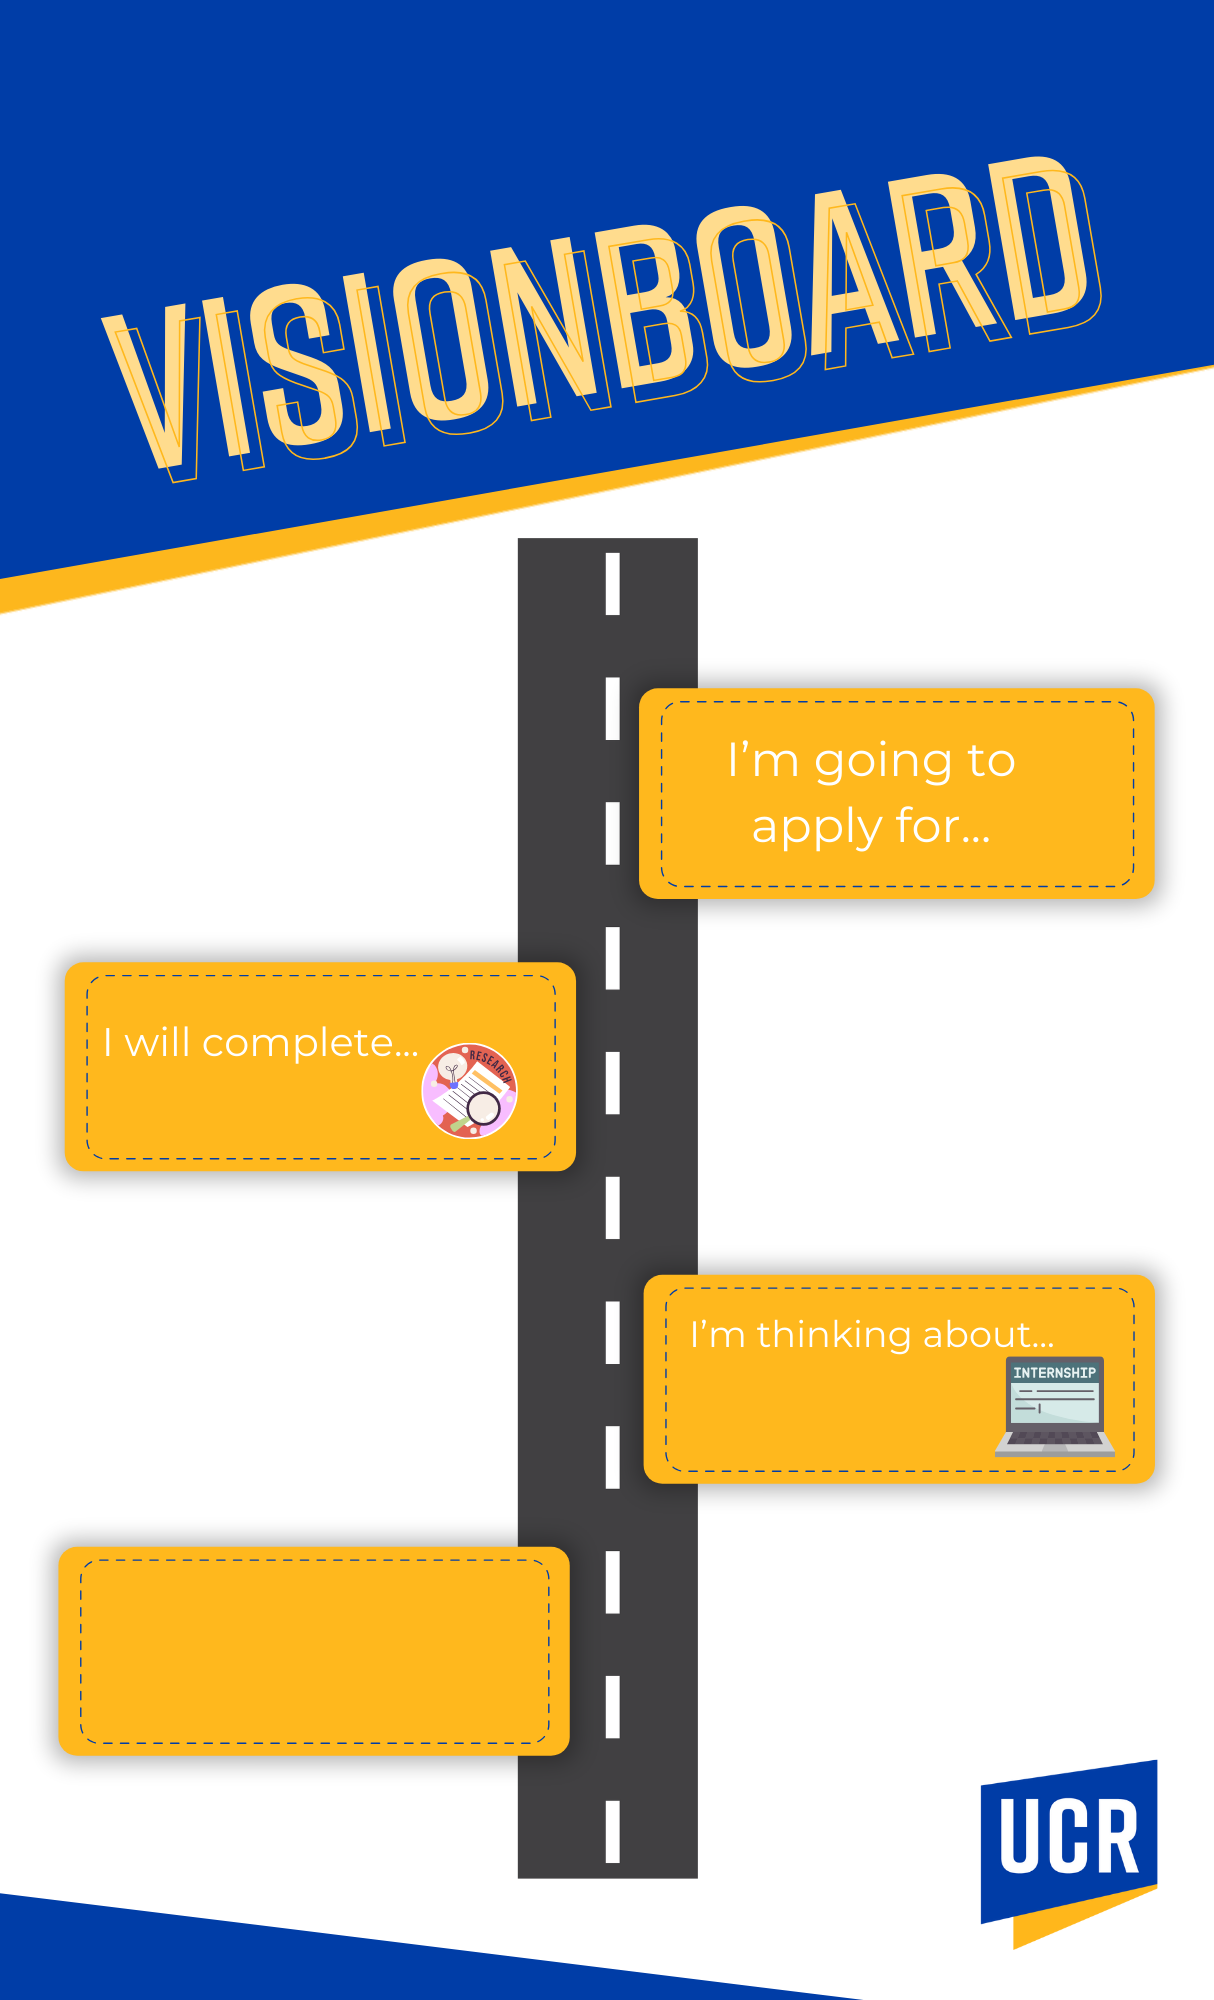 VISIONBOARD
I’m going to
apply for...
I will complete...
RESEARCH
I’m thinking about...
INTERNSHIP
UCR